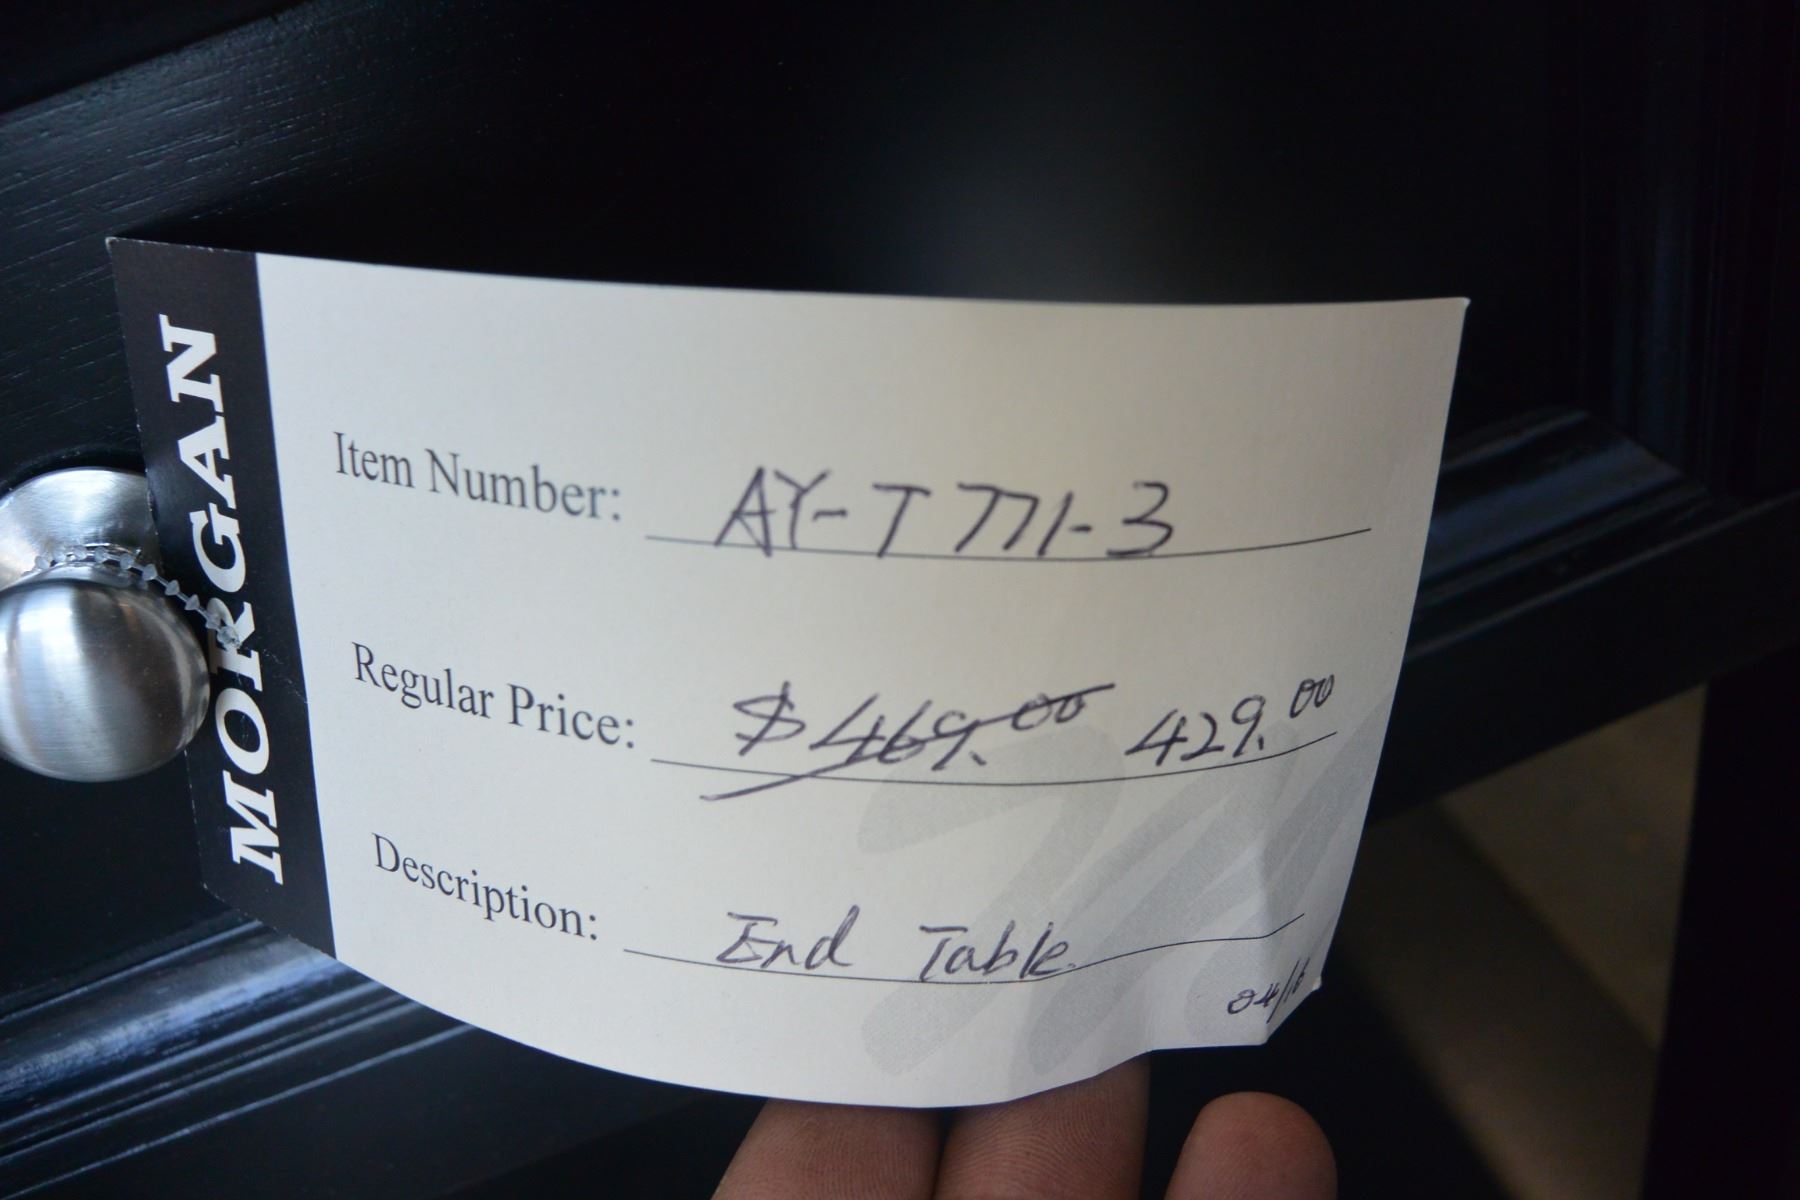 MORGAN
Item Number: AY-T771-3
Regular Price: $469.00 429.00
Description: End Table